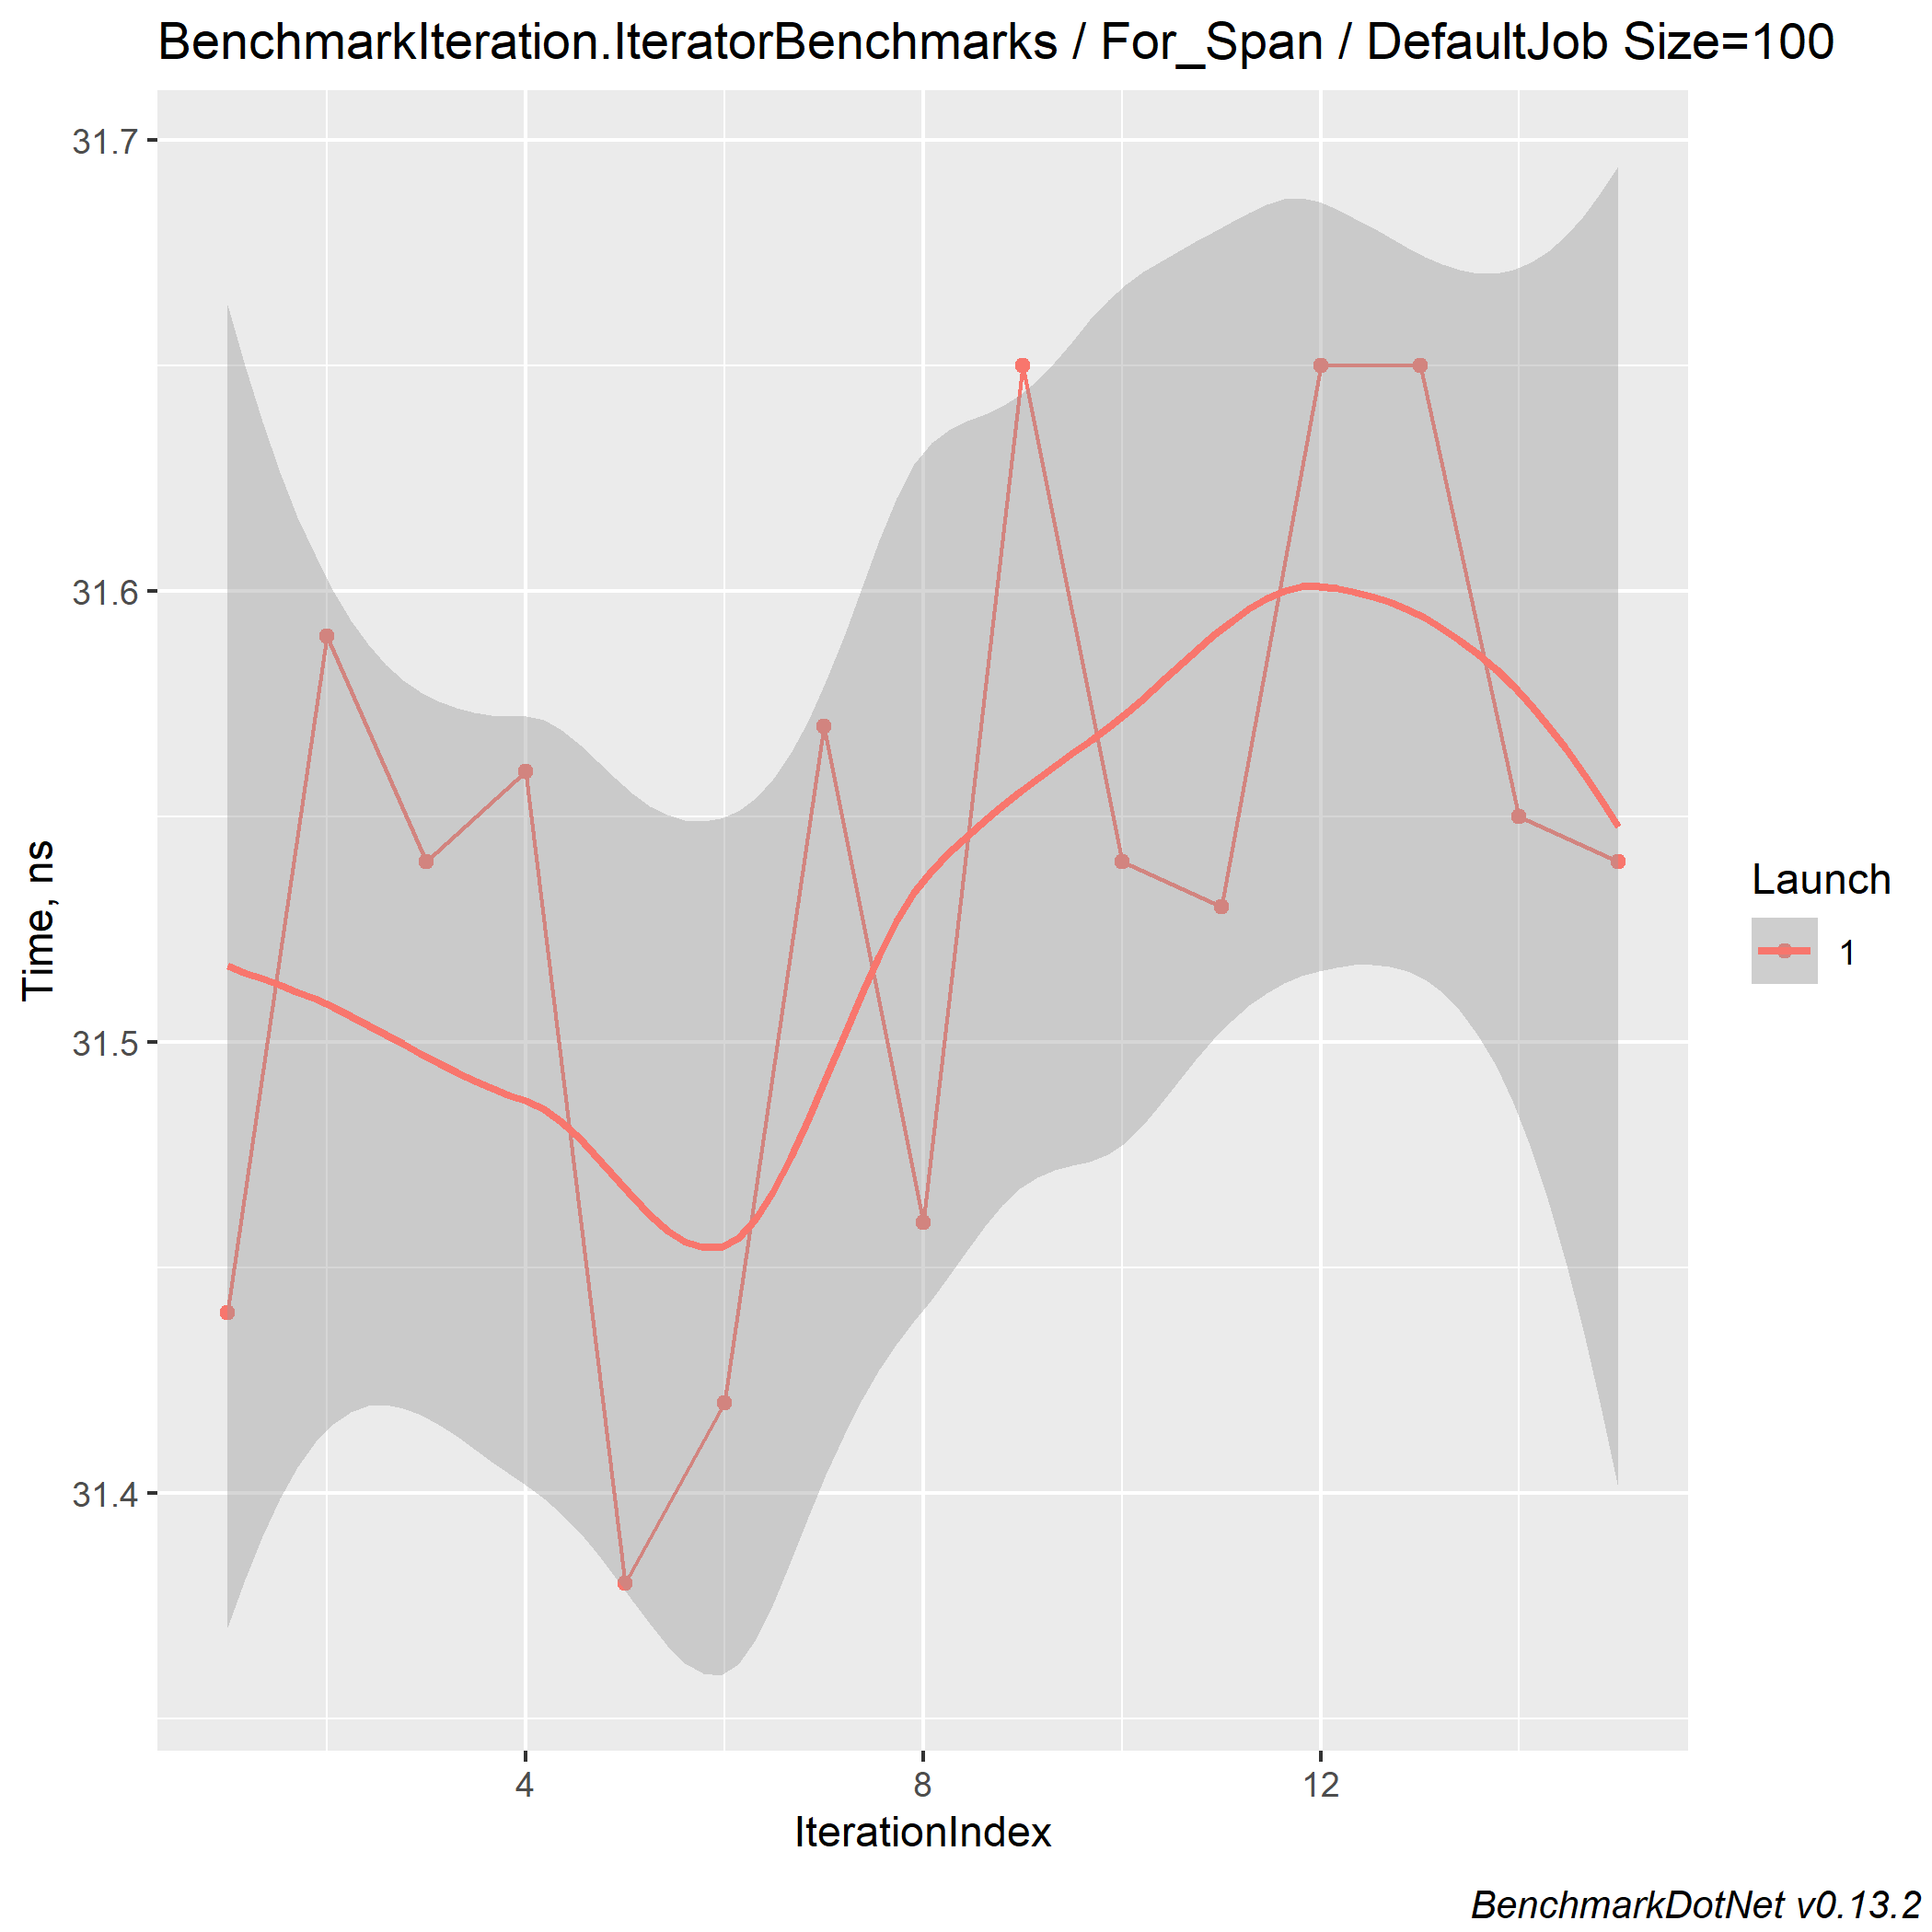 BenchmarkIteration.IteratorBenchmarks / For_Span / DefaultJob Size=100
31.7
31.6
31.5
31.4
Time, ns
4
8
12
IterationIndex
Launch
1
BenchmarkDotNet v0.13.2